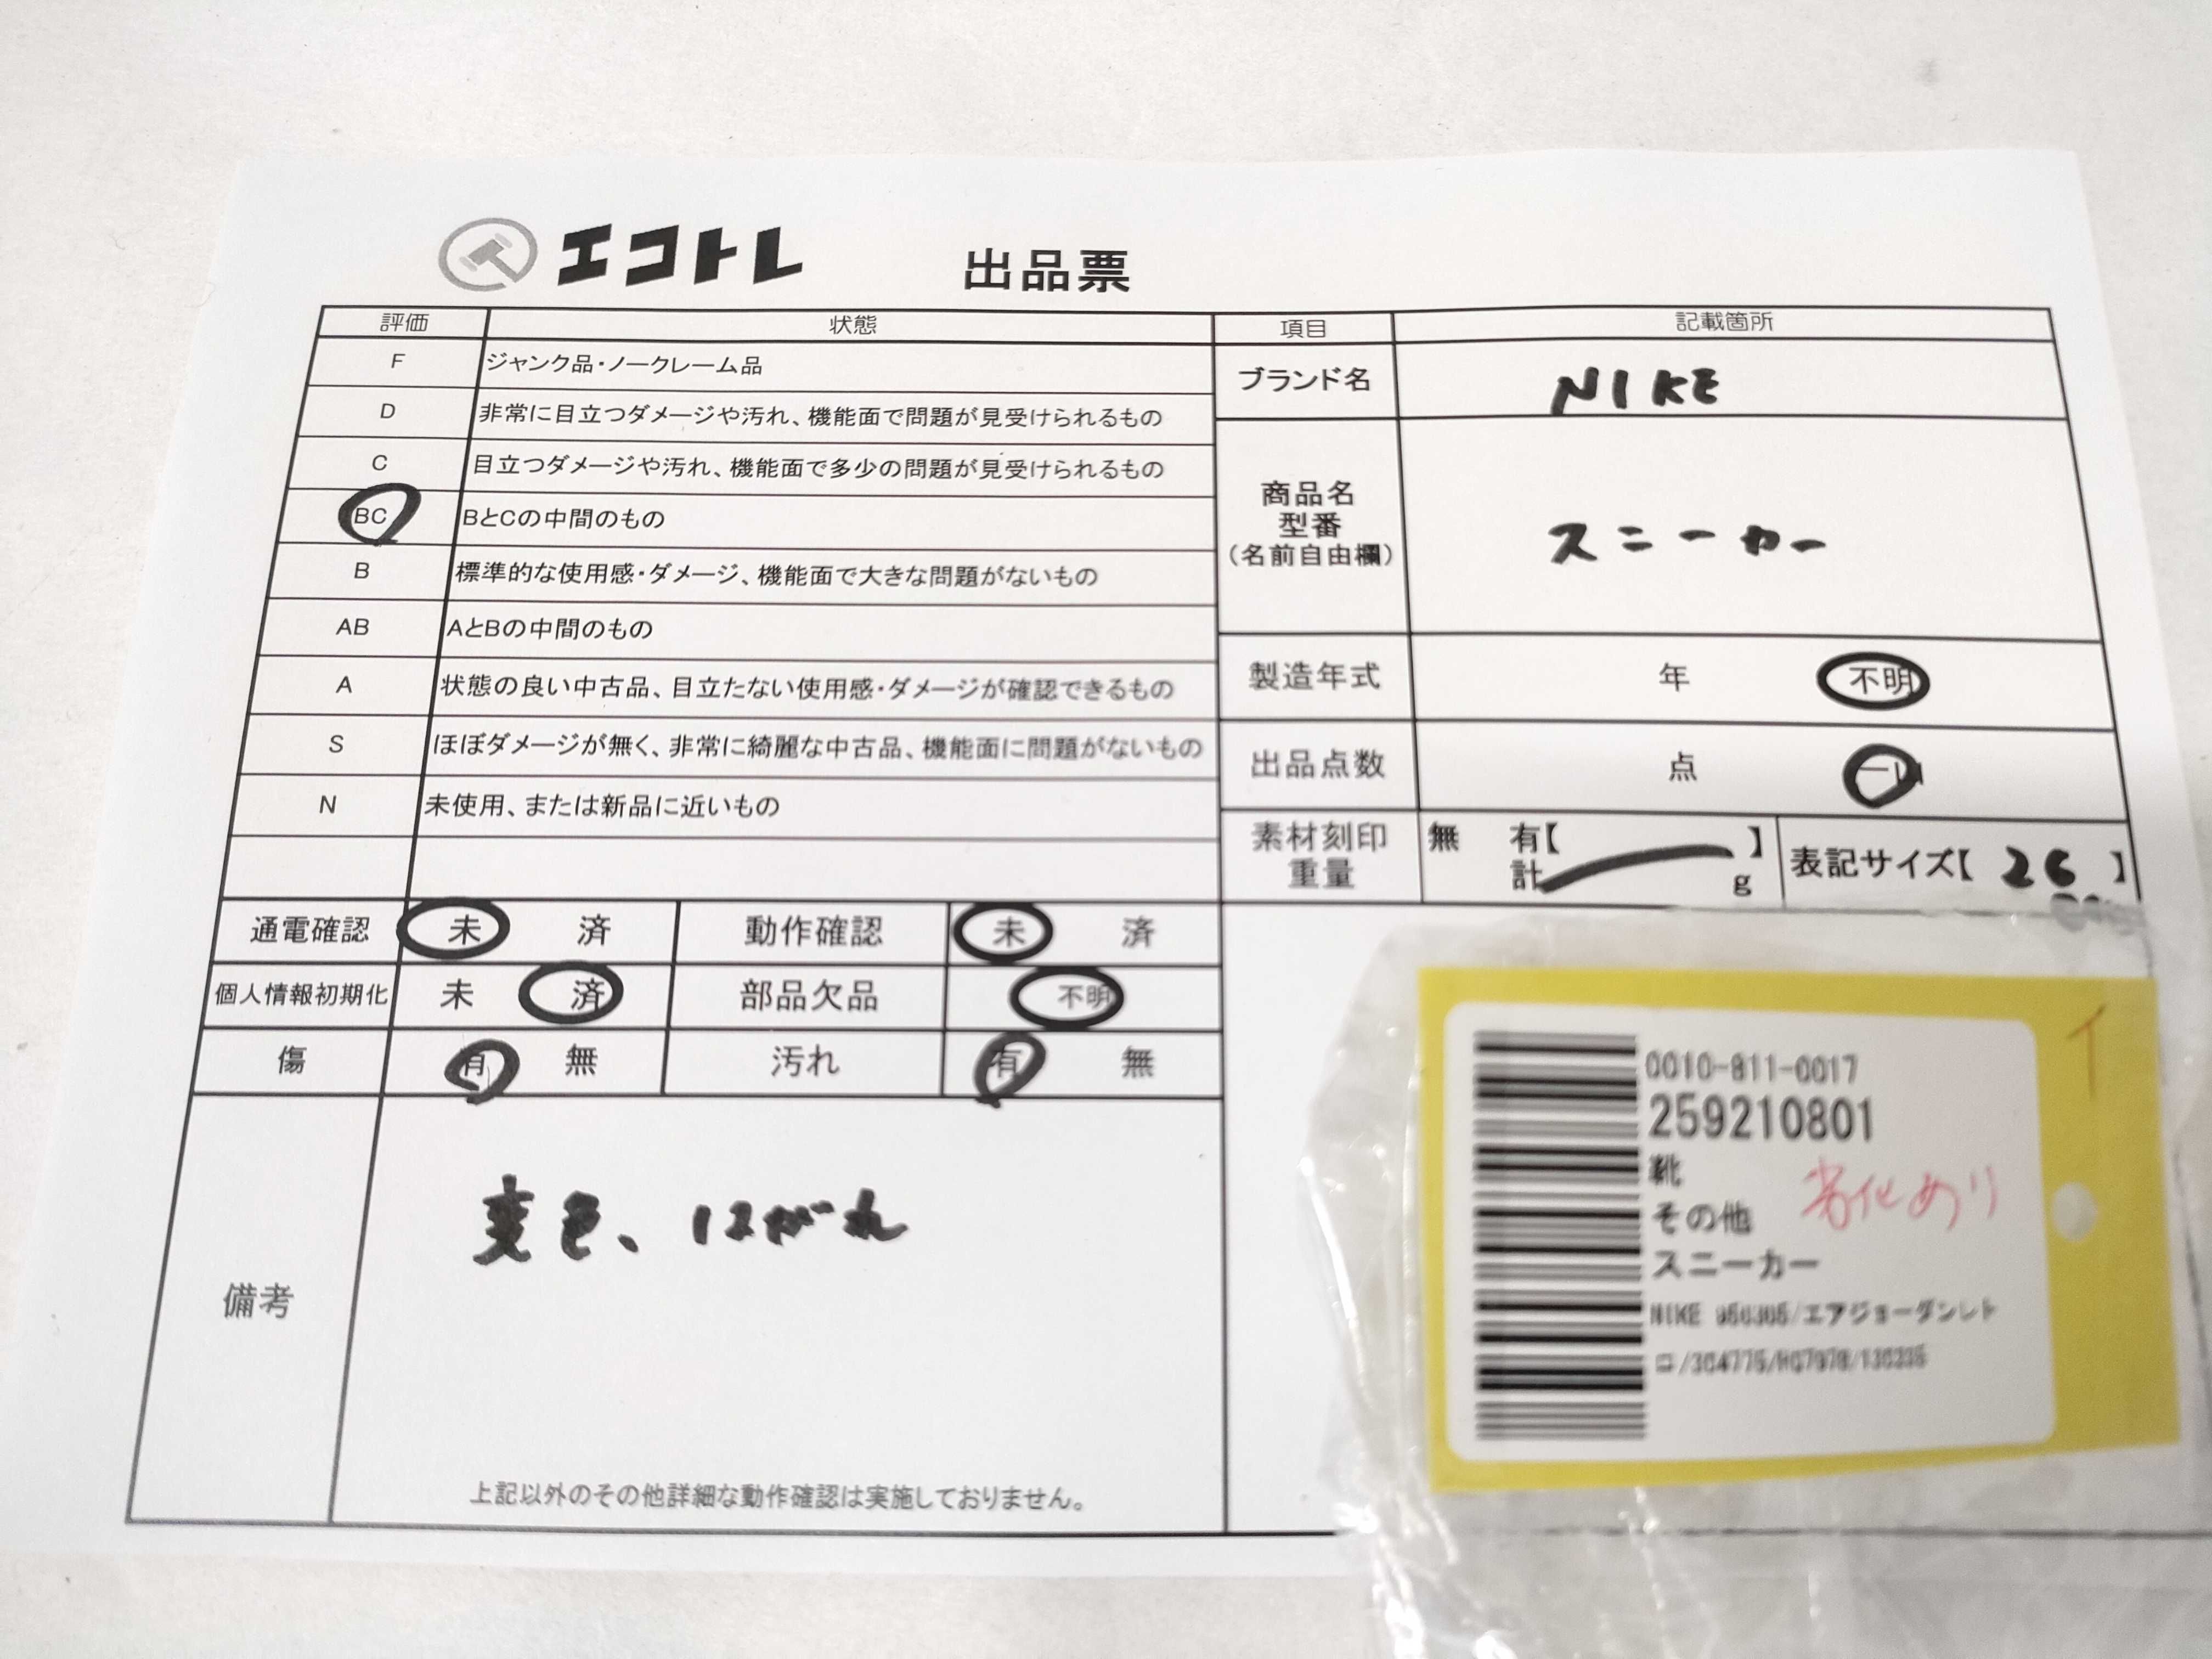 エコトレ 出品票
評価 状態 項目 記載箇所
F ジャンク品・ノークレーム品
D 非常に目立つダメージや汚れ、機能面で問題が見受けられるもの
C 目立つダメージや汚れ、機能面で多少の問題が見受けられるもの
BC BとCの中間のもの
B 標準的な使用感・ダメージ、機能面で大きな問題がないもの
AB AとBの中間のもの
A 状態の良い中古品、目立たない使用感・ダメージが確認できるもの
S ほぼダメージが無く、非常に綺麗な中古品、機能面に問題がないもの
N 未使用、または新品に近いもの
ブランド名 NIKE
商品名
型番
(名前自由欄)
スニーカー
製造年式 年 不明
出品点数 点
素材刻印 無 有【 】
重量 計 g
表記サイズ【 26 】
通電確認 未 済 動作確認 未 済
個人情報初期化 未 済 部品欠品 不明
傷 有 無 汚れ 有 無
備考
変色、はがれ
上記以外のその他詳細な動作確認は実施しておりません。
イ
0010-811-0017
259210801
靴
その他
劣化あり
スニーカー
NIKE /エアジョーダンレト
ロ/304775/HQ7978/130235